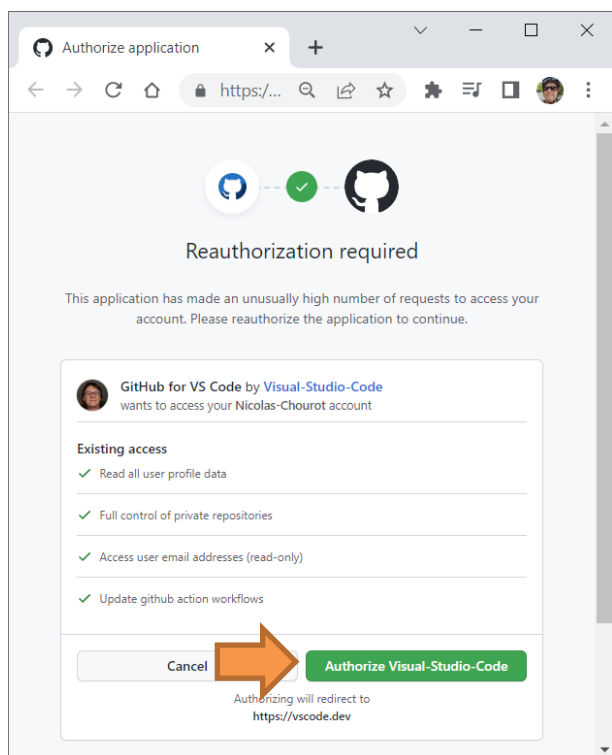 Authorize application
https:/...
Reauthorization required
This application has made an unusually high number of requests to access your
account. Please reauthorize the application to continue.
GitHub for VS Code by Visual-Studio-Code
wants to access your Nicolas-Chourot account
Existing access
Read all user profile data
Full control of private repositories
Access user email addresses (read-only)
Update github action workflows
Cancel
Authorize Visual-Studio-Code
Authorizing will redirect to
https://vscode.dev